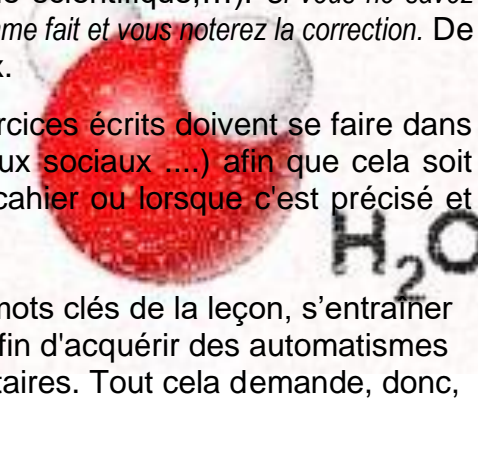 scientifique,...). Si vous ne savez
comme fait et vous noterez la correction. De
x.
rcices écrits doivent se faire dans
ux sociaux ....) afin que cela soit
cahier ou lorsque c'est précisé et
H2O
mots clés de la leçon, s'entraîner
fin d'acquérir des automatismes
taires. Tout cela demande, donc,